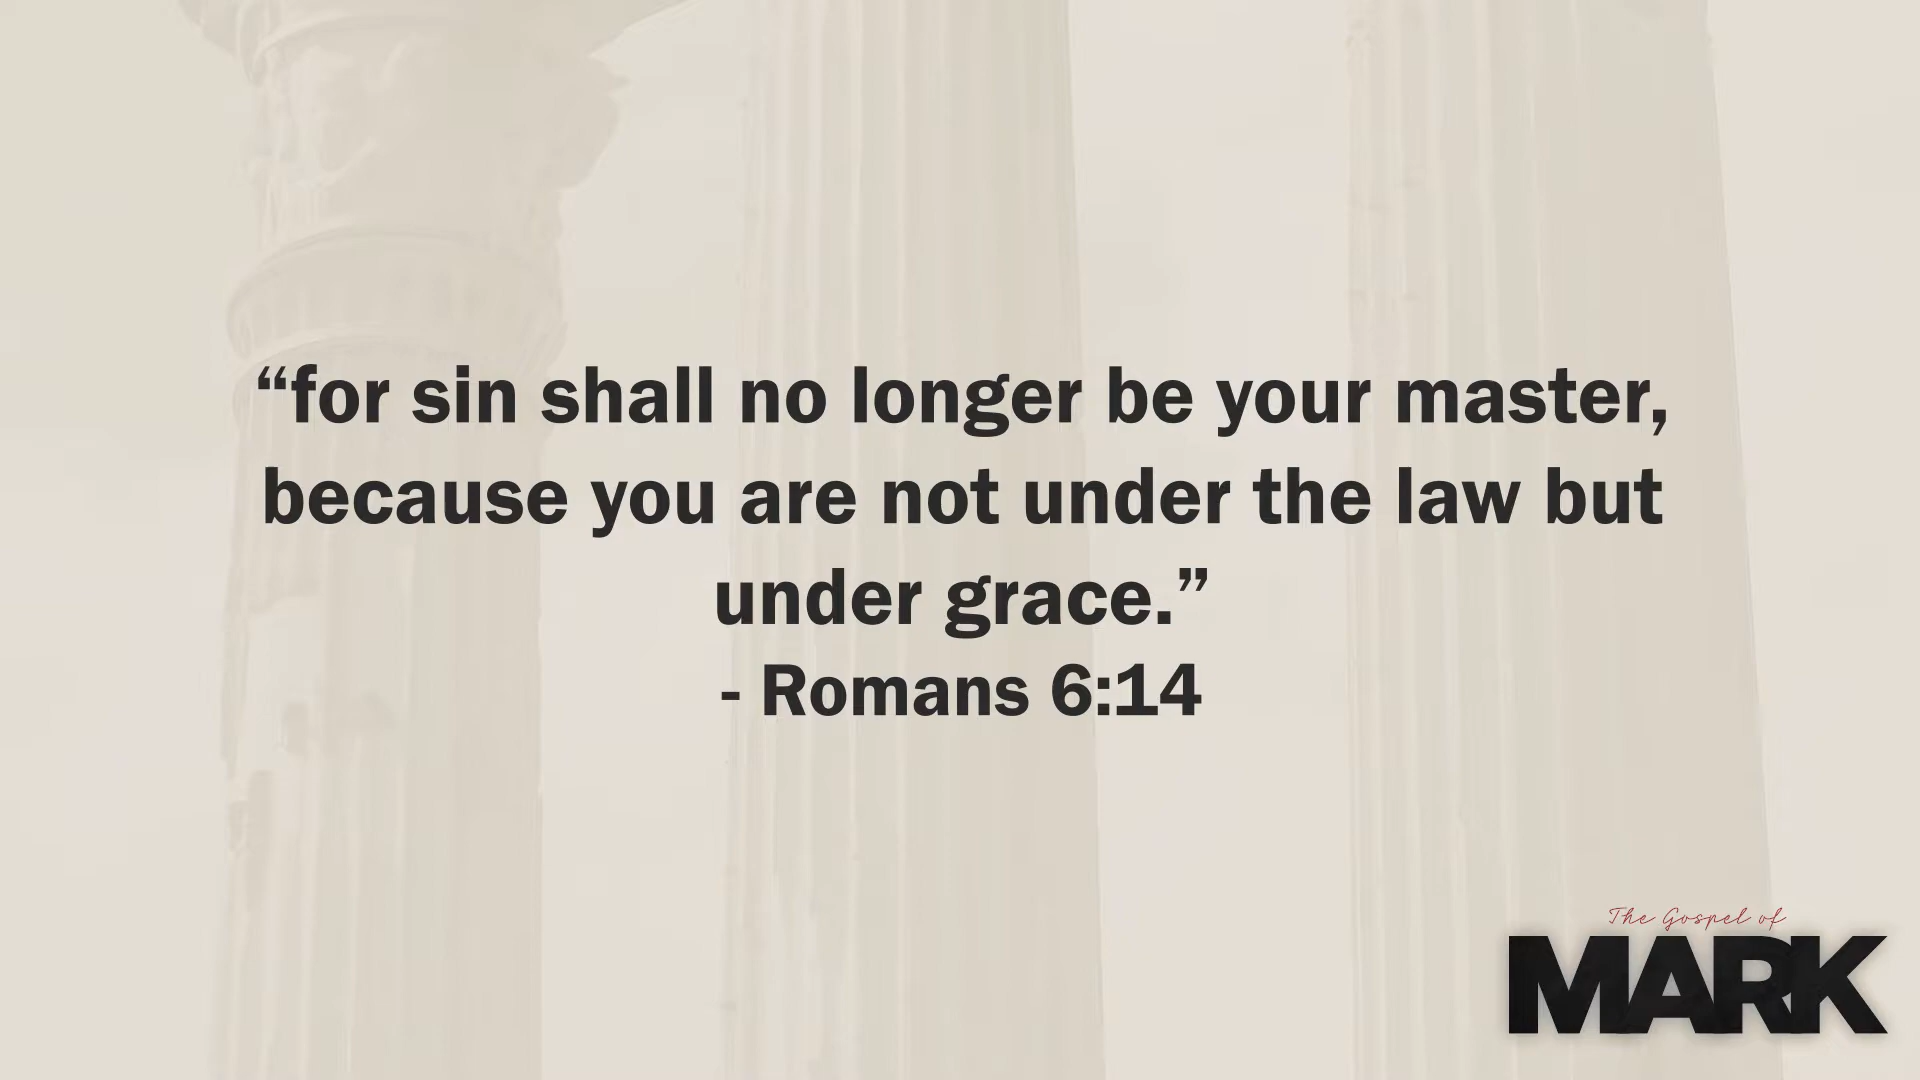 “for sin shall no longer be your master,
because you are not under the law but
under grace.”
- Romans 6:14
The Gospel of
MARK